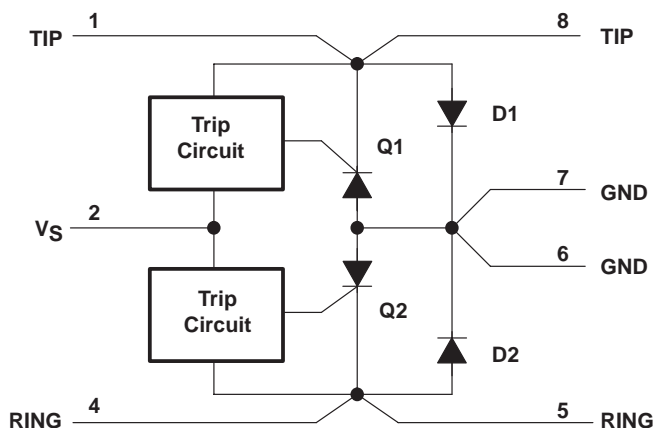 1
8
TIP
TIP
Trip
Circuit
D1
Q1
7
GND
2
VS
6
GND
Trip
Circuit
Q2
D2
4
5
RING
RING